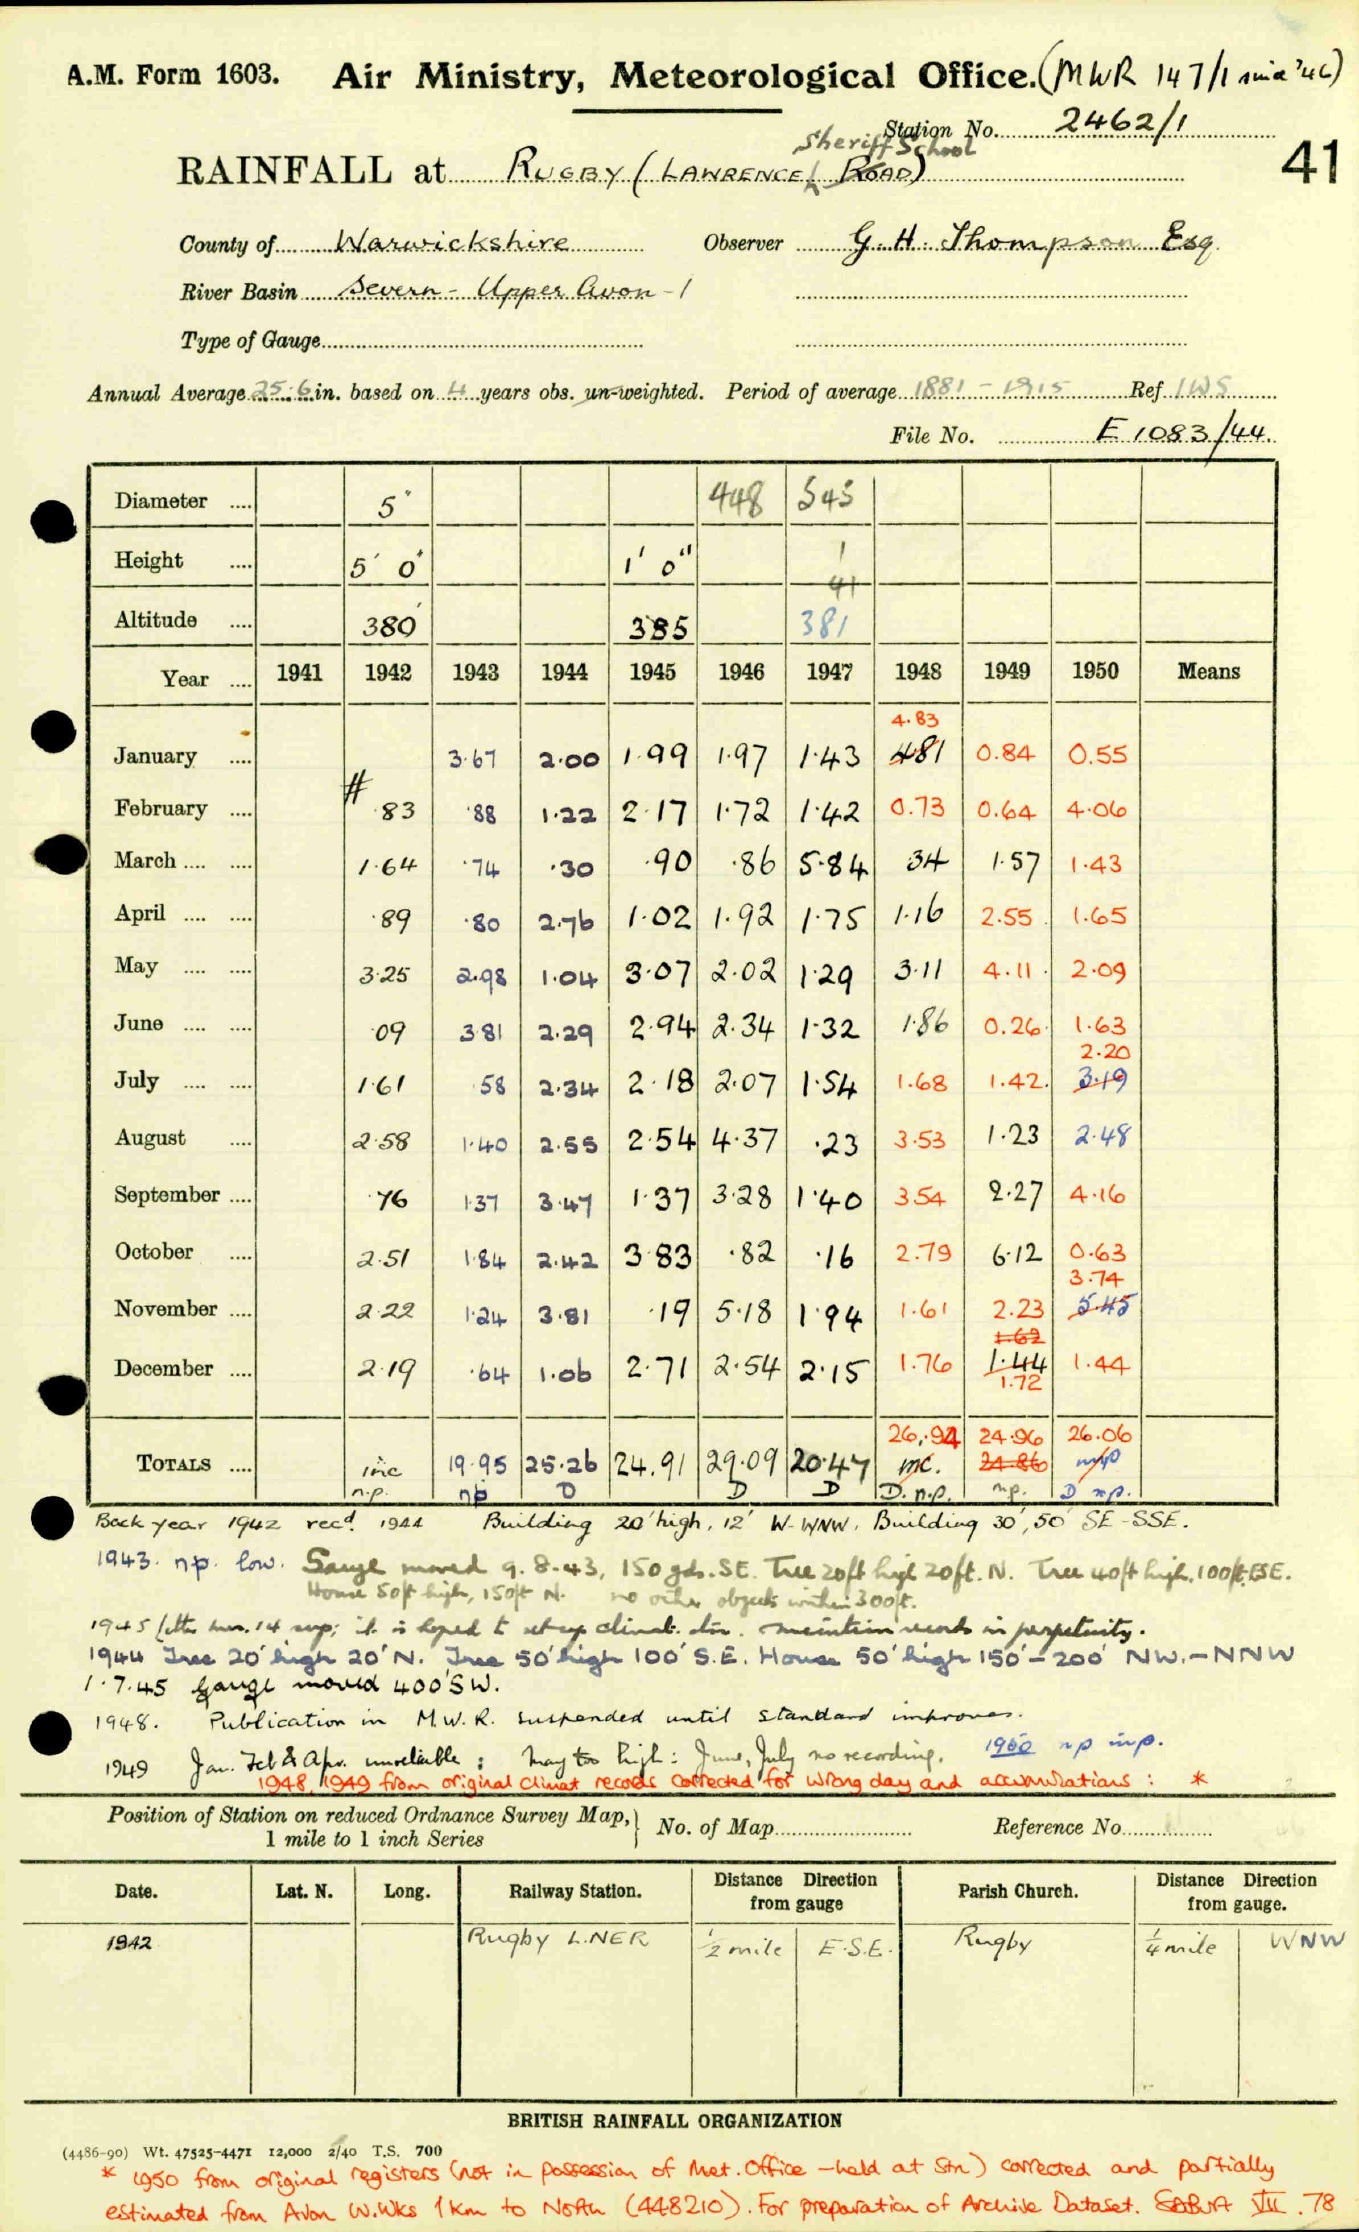 A.M. Form 1603. Air Ministry, Meteorological Office. (MWR 147/1 since '46)
Station No. 2462/1
Sheriff School
RAINFALL at RUGBY (LAWRENCE ROAD) 41
County of Warwickshire Observer G. H. Thompson Esq.
River Basin Severn - Upper Avon - 1
Type of Gauge
Annual Average 25.6 in. based on 4 years obs. un-weighted. Period of average 1881 - 1915 Ref IWS
File No. E 1083/44.
Diameter 5" 448 545
Height 5' 0" 1' 0" 1
41
Altitude 380' 385 381
Year 1941 1942 1943 1944 1945 1946 1947 1948 1949 1950 Means
4.83
January 3.67 2.00 1.99 1.97 1.43 481 0.84 0.55
February # .83 .88 1.22 2.17 1.72 1.42 0.73 0.64 4.06
March 1.64 .74 .30 .90 .86 5.84 34 1.57 1.43
April .89 .80 2.76 1.02 1.92 1.75 1.16 2.55 1.65
May 3.25 2.98 1.04 3.07 2.02 1.29 3.11 4.11 2.09
June 09 3.81 2.29 2.94 2.34 1.32 1.86 0.26 1.63
2.20
July 1.61 .58 2.34 2.18 2.07 1.54 1.68 1.42 3.19
August 2.58 1.40 2.55 2.54 4.37 .23 3.53 1.23 2.48
September .76 1.37 3.47 1.37 3.28 1.40 3.54 2.27 4.16
October 2.51 1.84 2.42 3.83 .82 .16 2.79 6.12 0.63
3.74
November 2.22 1.24 3.81 .19 5.18 1.94 1.61 2.23 5.45
1.62
December 2.19 .64 1.06 2.71 2.54 2.15 1.76 1.44 1.44
1.72
26.94 24.96 26.06
TOTALS inc 19.95 25.26 24.91 29.09 20.47 inc. 24.86
n.p. np D D D D. n.p. n.p. D n.p.
Back year 1942 recd. 1944 Building 20' high, 12' W-WNW. Building 30', 50' SE-SSE.
1943. n.p. low. Gauge moved 9.8.43, 150 yds. SE. Tree 20ft high 20ft. N. Tree 40ft high, 100ft. ESE.
House 50ft high, 150ft N. no other objects within 300ft.
1945 letter it is hoped to set up climat. stn. maintain records in perpetuity.
1944 Tree 20' high 20' N. Tree 50' high 100' S.E. House 50' high 150' - 200' NW.-NNW
1.7.45 Gauge moved 400' SW.
1948. Publication in M.W.R. suspended until standard improves.
1949 Jan. Feb & Apr. unreliable; May too high: June, July no recording. 1950 np
1948, 1949 from original climat records corrected for wrong day and accumulations: *
Position of Station on reduced Ordnance Survey Map, No. of Map Reference No.
1 mile to 1 inch Series
Date. Lat. N. Long. Railway Station. Distance Direction Parish Church. Distance Direction
from gauge from gauge.
1942 Rugby L.N.E.R 1/2 mile E.S.E. Rugby 1/4 mile WNW
BRITISH RAINFALL ORGANIZATION
(4486-90) Wt. 47525-4471 12,000 2/40 T.S. 700
* 1950 from original registers (not in possession of Met. Office - held at Stn) corrected and partially
estimated from Avon W.Wks 1 Km to North (448210). For preparation of Archive Dataset. VII . 78